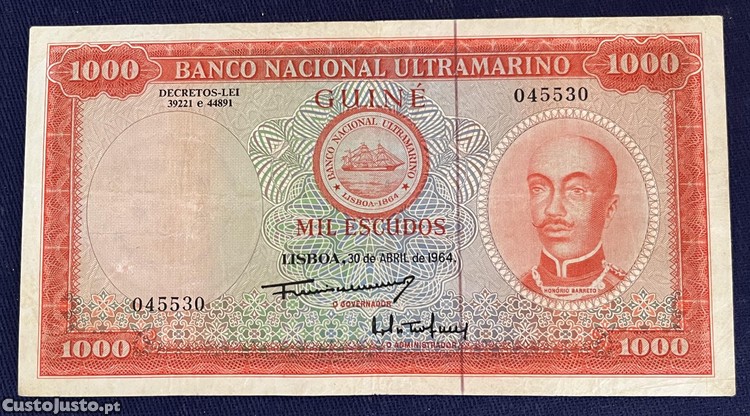 1000 BANCO NACIONAL ULTRAMARINO 1000
DECRETOS-LEI
39221 e 44891
GUINÉ
045530
BANCO NACIONAL ULTRAMARINO
LISBOA-1864
MIL ESCUDOS
LISBOA, 30 de ABRIL de 1964.
HONÓRIO BARRETO
045530
O GOVERNADOR
O ADMINISTRADOR
1000
1000
CustoJusto.pt